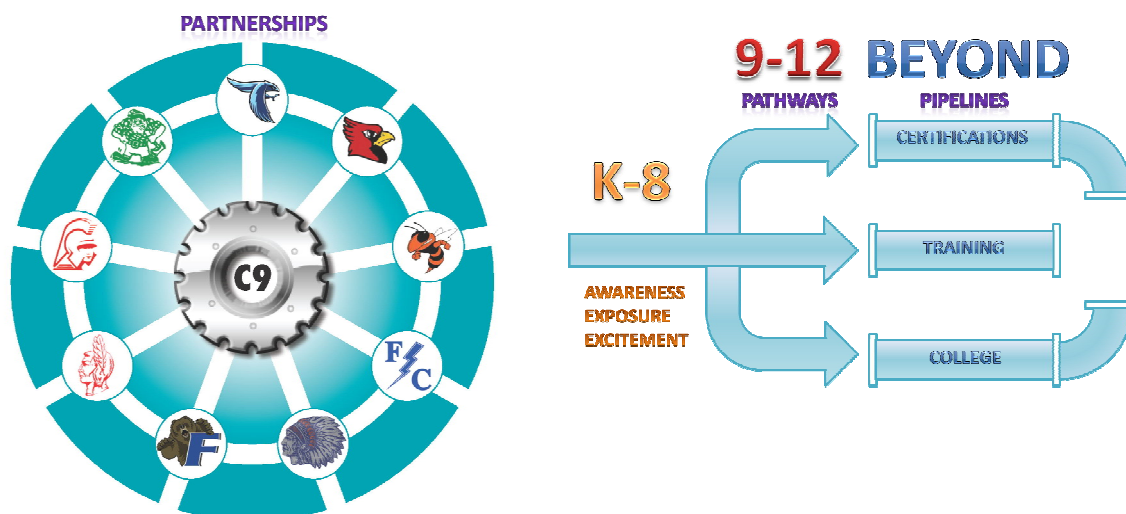 PARTNERSHIPS
C9
F
C
F
9-12 BEYOND
PATHWAYS PIPELINES
K-8
CERTIFICATIONS
TRAINING
AWARENESS
EXPOSURE
EXCITEMENT
COLLEGE